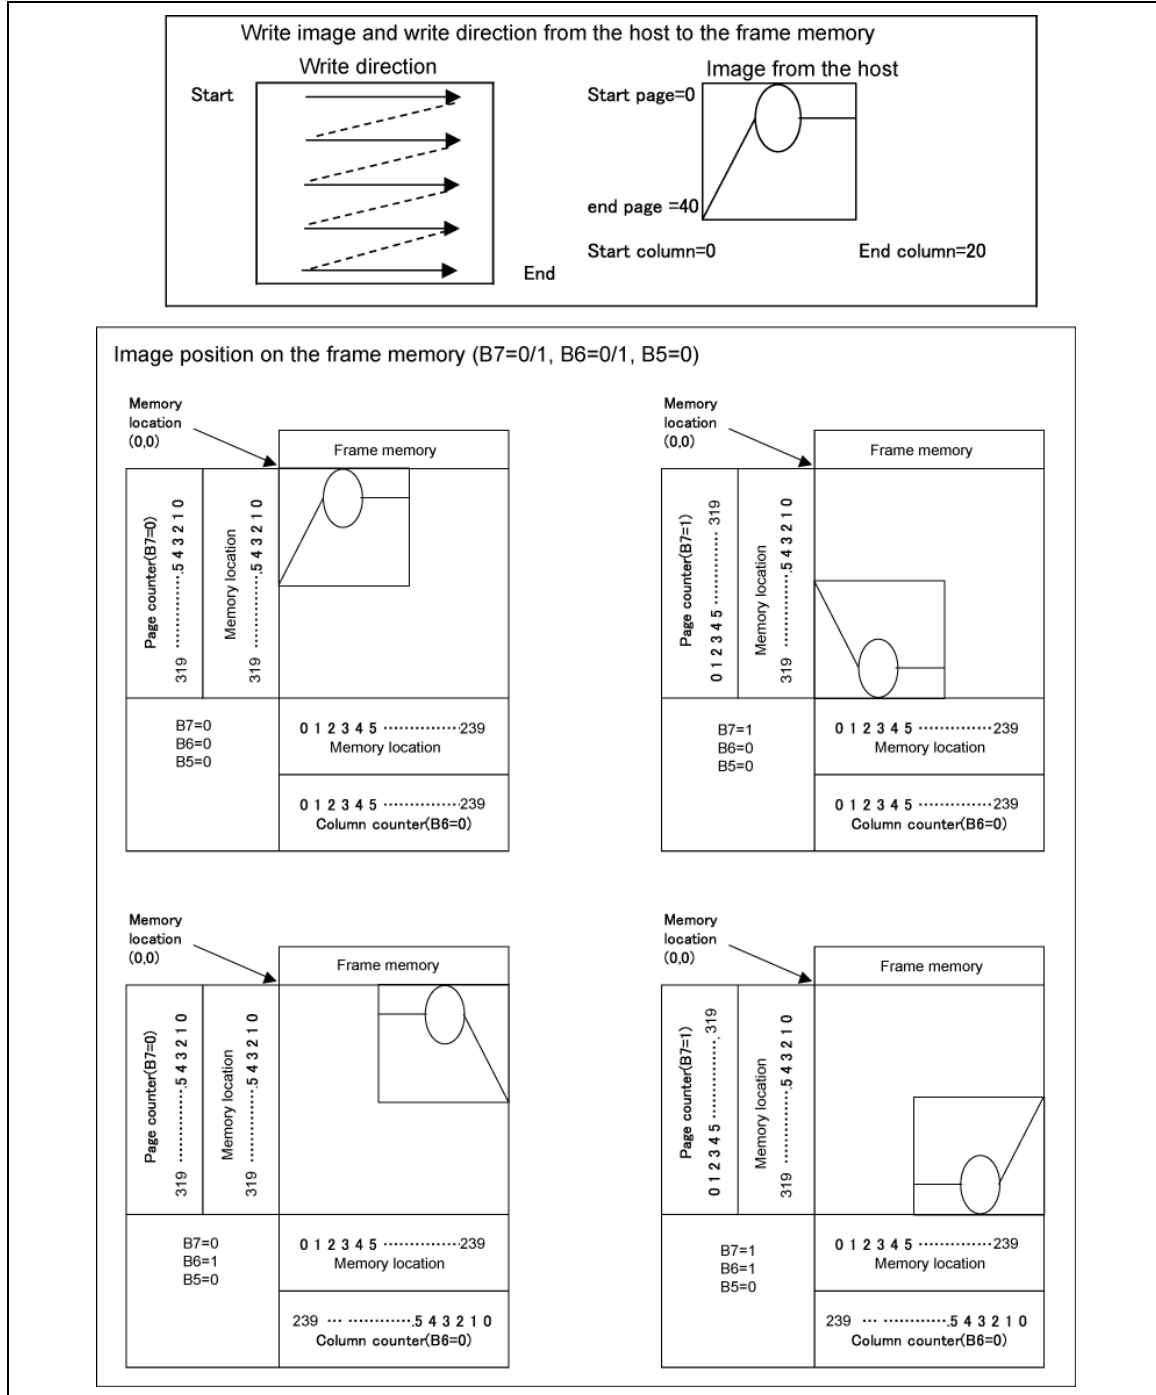 Write image and write direction from the host to the frame memory
Write direction
Image from the host
Start
Start page=0
end page =40
Start column=0
End column=20
End
Image position on the frame memory (B7=0/1, B6=0/1, B5=0)
Memory
location
(0,0)
Frame memory
Page counter(B7=0)
319 ················.5 4 3 2 1 0
Memory location
319 ················.5 4 3 2 1 0
B7=0
B6=0
B5=0
0 1 2 3 4 5 ···············239
Memory location
0 1 2 3 4 5 ···············239
Column counter(B6=0)
Memory
location
(0,0)
Frame memory
Page counter(B7=1)
0 1 2 3 4 5 ················ 319
Memory location
319 ················.5 4 3 2 1 0
B7=1
B6=0
B5=0
0 1 2 3 4 5 ···············239
Memory location
0 1 2 3 4 5 ···············239
Column counter(B6=0)
Memory
location
(0,0)
Frame memory
Page counter(B7=0)
319 ················.5 4 3 2 1 0
Memory location
319 ················.5 4 3 2 1 0
B7=0
B6=1
B5=0
0 1 2 3 4 5 ···············239
Memory location
239 ··· ············.5 4 3 2 1 0
Column counter(B6=0)
Memory
location
(0,0)
Frame memory
Page counter(B7=1)
0 1 2 3 4 5 ················. 319
Memory location
319 ················.5 4 3 2 1 0
B7=1
B6=1
B5=0
0 1 2 3 4 5 ···············239
Memory location
239 ··· ············.5 4 3 2 1 0
Column counter(B6=0)